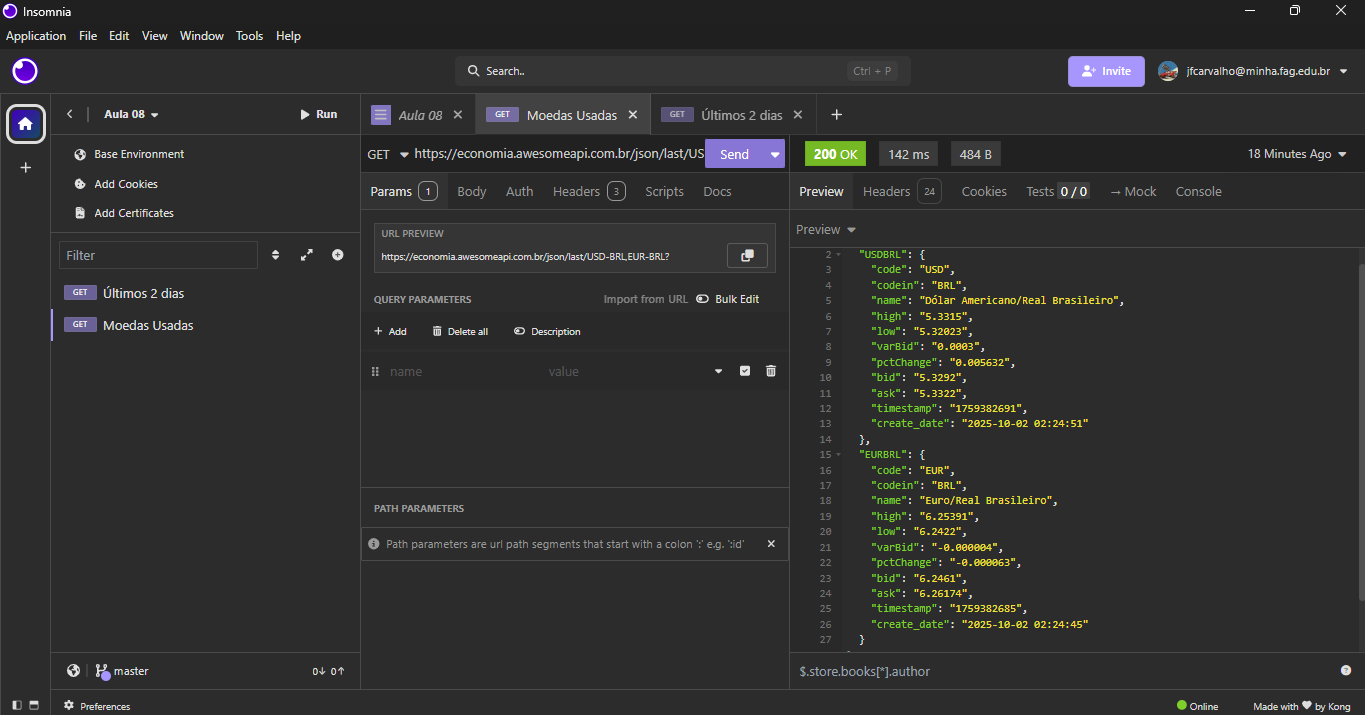 Insomnia
Application File Edit View Window Tools Help
Search.. Ctrl + P
Invite
jfcarvalho@minha.fag.edu.br
Aula 08
Run
Base Environment
Add Cookies
Add Certificates
Filter
GET Últimos 2 dias
GET Moedas Usadas
master
0↓ 0↑
Preferences
Aula 08
GET Moedas Usadas
GET Últimos 2 dias
GET https://economia.awesomeapi.com.br/json/last/US
Send
Params 1 Body Auth Headers 3 Scripts Docs
URL PREVIEW
https://economia.awesomeapi.com.br/json/last/USD-BRL,EUR-BRL?
QUERY PARAMETERS
Import from URL Bulk Edit
+ Add Delete all Description
name value
PATH PARAMETERS
Path parameters are url path segments that start with a colon ':' e.g. ':id'
200 OK 142 ms 484 B
18 Minutes Ago
Preview Headers 24 Cookies Tests 0 / 0 → Mock Console
Preview
2 "USDBRL": {
3 "code": "USD",
4 "codein": "BRL",
5 "name": "Dólar Americano/Real Brasileiro",
6 "high": "5.3315",
7 "low": "5.32023",
8 "varBid": "0.0003",
9 "pctChange": "0.005632",
10 "bid": "5.3292",
11 "ask": "5.3322",
12 "timestamp": "1759382691",
13 "create_date": "2025-10-02 02:24:51"
14 },
15 "EURBRL": {
16 "code": "EUR",
17 "codein": "BRL",
18 "name": "Euro/Real Brasileiro",
19 "high": "6.25391",
20 "low": "6.2422",
21 "varBid": "-0.000004",
22 "pctChange": "-0.000063",
23 "bid": "6.2461",
24 "ask": "6.26174",
25 "timestamp": "1759382685",
26 "create_date": "2025-10-02 02:24:45"
27 }
$.store.books[*].author
Online
Made with ♥ by Kong